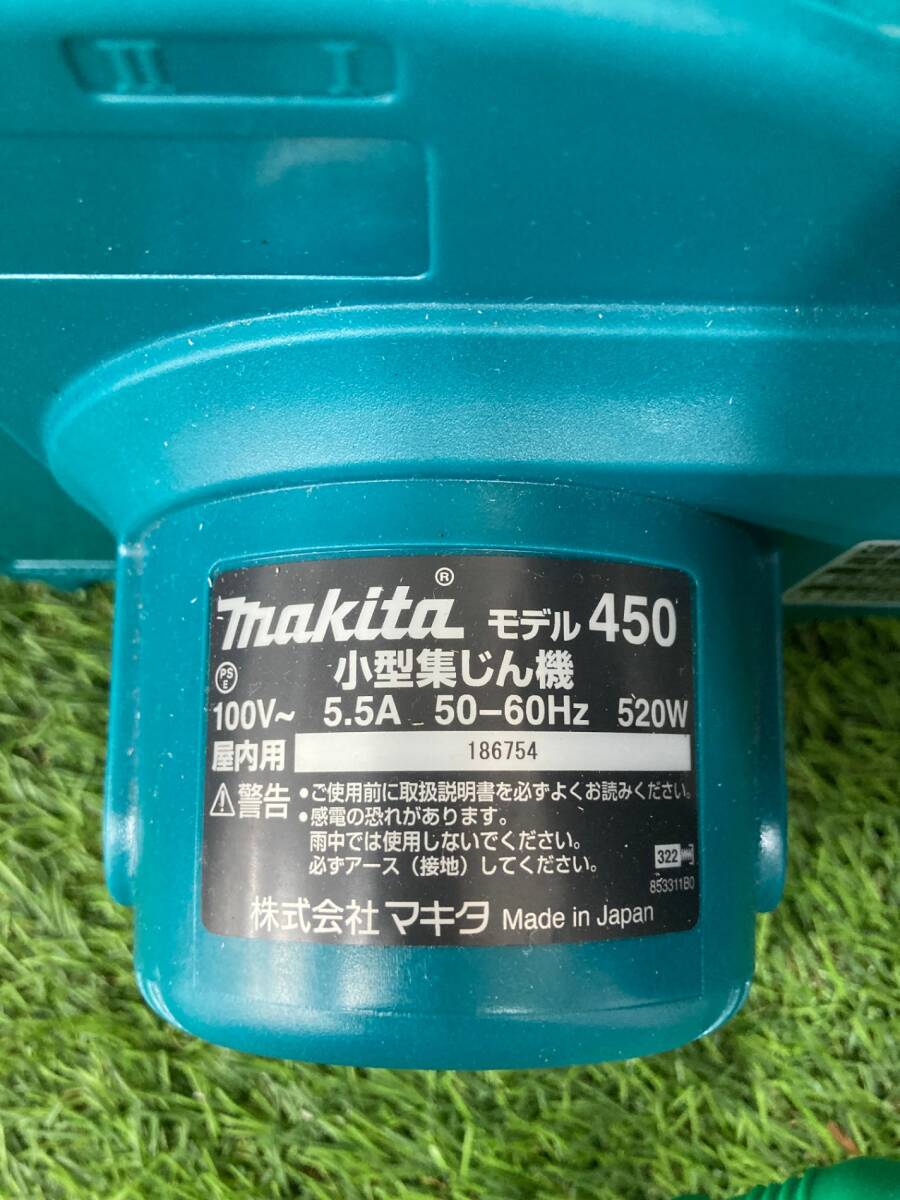 II I
makita® モデル 450
PS E
小型集じん機
100V~ 5.5A 50-60Hz 520W
屋内用 186754
⚠警告 •ご使用前に取扱説明書を必ずよくお読みください。
•感電の恐れがあります。
雨中では使用しないでください。
必ずアース（接地）してください。
322
853311B0
株式会社 マキタ Made in Japan